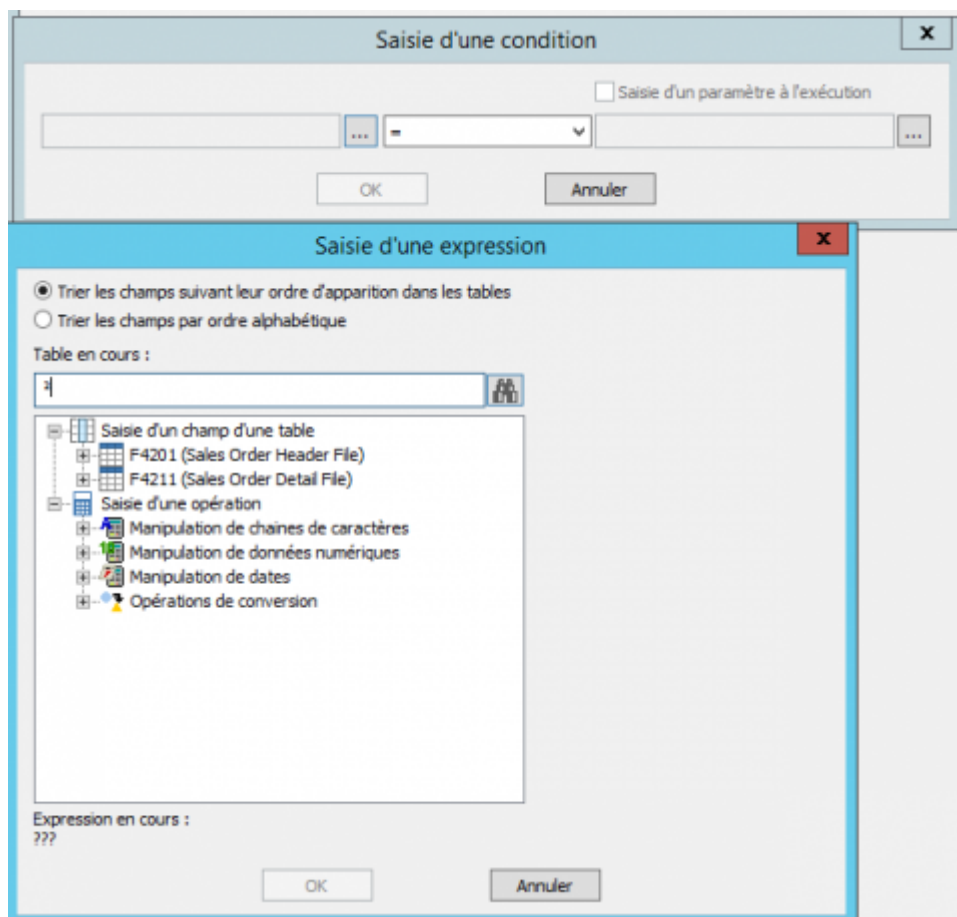 Saisie d'une condition
x
Saisie d'un paramètre à l'exécution
... = ...
OK Annuler
Saisie d'une expression
x
Trier les champs suivant leur ordre d'apparition dans les tables
Trier les champs par ordre alphabétique
Table en cours :
²
Saisie d'un champ d'une table
F4201 (Sales Order Header File)
F4211 (Sales Order Detail File)
Saisie d'une opération
Manipulation de chaines de caractères
Manipulation de données numériques
Manipulation de dates
Opérations de conversion
Expression en cours :
???
OK Annuler